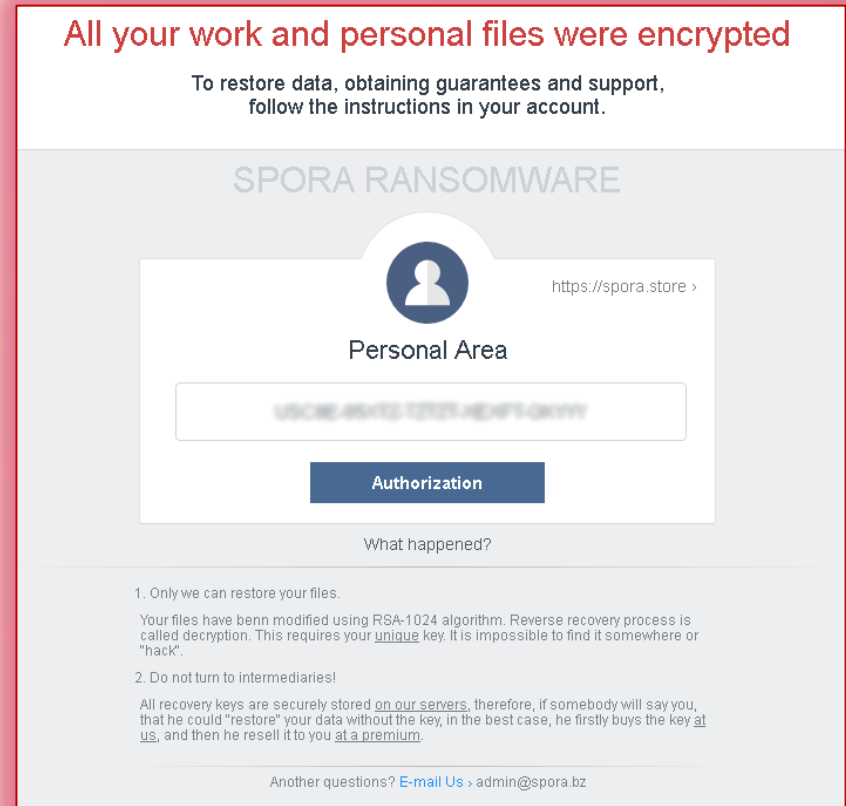 All your work and personal files were encrypted
To restore data, obtaining guarantees and support,
follow the instructions in your account.
SPORA RANSOMWARE
https://spora.store ›
Personal Area
Authorization
What happened?
1. Only we can restore your files.
Your files have benn modified using RSA-1024 algorithm. Reverse recovery process is
called decryption. This requires your unique key. It is impossible to find it somewhere or
"hack".
2. Do not turn to intermediaries!
All recovery keys are securely stored on our servers, therefore, if somebody will say you,
that he could "restore" your data without the key, in the best case, he firstly buys the key at
us, and then he resell it to you at a premium.
Another questions? E-mail Us › admin@spora.bz